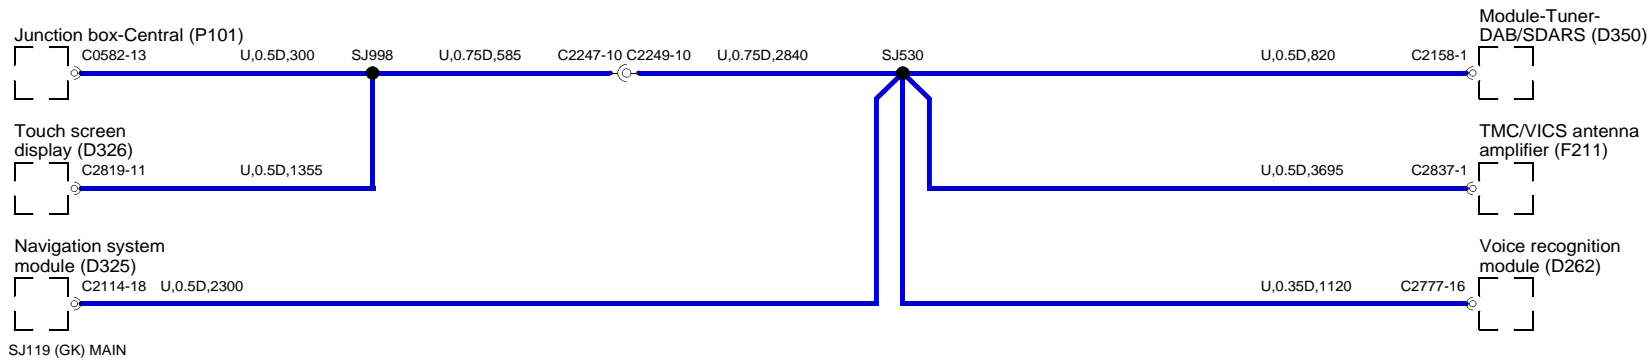 Junction box-Central (P101)
C0582-13
U,0.5D,300
SJ998
U,0.75D,585
C2247-10 C2249-10
U,0.75D,2840
SJ530
U,0.5D,820
C2158-1
Module-Tuner-
DAB/SDARS (D350)
Touch screen
display (D326)
C2819-11
U,0.5D,1355
U,0.5D,3695
C2837-1
TMC/VICS antenna
amplifier (F211)
Navigation system
module (D325)
C2114-18 U,0.5D,2300
U,0.35D,1120
C2777-16
Voice recognition
module (D262)
SJ119 (GK) MAIN